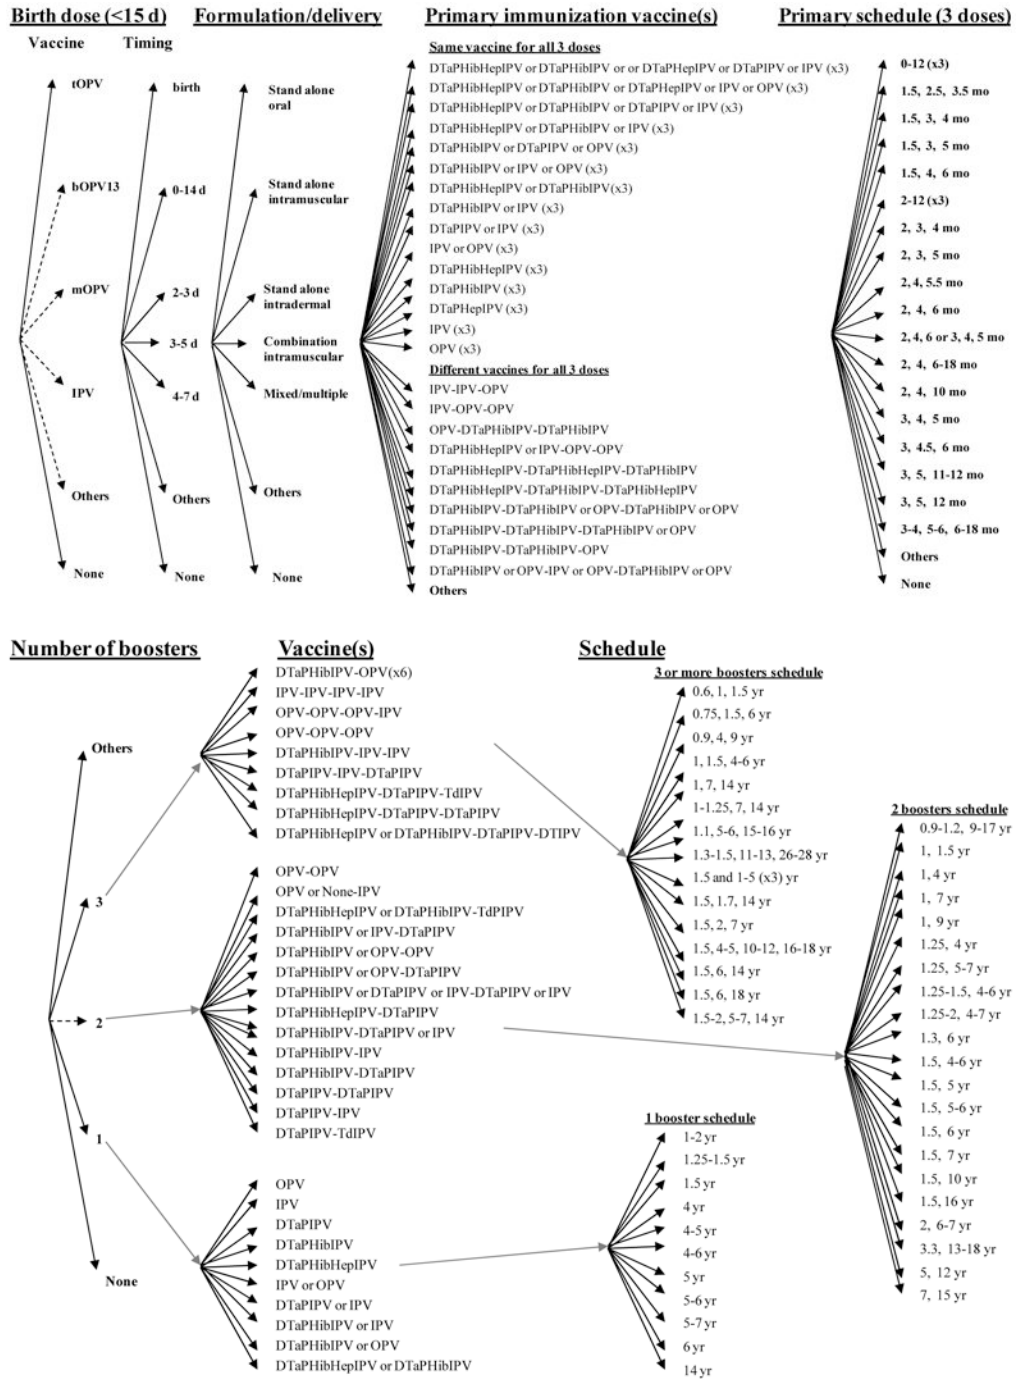 Birth dose (<15 d)
Vaccine
Timing
tOPV
bOPV13
mOPV
IPV
Others
None
birth
0-14 d
2-3 d
3-5 d
4-7 d
Others
None
Formulation/delivery
Stand alone
oral
Stand alone
intramuscular
Stand alone
intradermal
Combination
intramuscular
Mixed/multiple
Others
None
Primary immunization vaccine(s)
Same vaccine for all 3 doses
DTaPHibHepIPV or DTaPHibIPV or or DTaPHepIPV or DTaPIPV or IPV (x3)
DTaPHibHepIPV or DTaPHibIPV or DTaPHepIPV or IPV or OPV (x3)
DTaPHibHepIPV or DTaPHibIPV or DTaPIPV or IPV (x3)
DTaPHibHepIPV or DTaPHibIPV or IPV (x3)
DTaPHibIPV or DTaPIPV or OPV (x3)
DTaPHibIPV or IPV or OPV (x3)
DTaPHibHepIPV or DTaPHibIPV(x3)
DTaPHibIPV or IPV (x3)
DTaPIPV or IPV (x3)
IPV or OPV (x3)
DTaPHibHepIPV (x3)
DTaPHibIPV (x3)
DTaPHepIPV (x3)
IPV (x3)
OPV (x3)
Different vaccines for all 3 doses
IPV-IPV-OPV
IPV-OPV-OPV
OPV-DTaPHibIPV-DTaPHibIPV
DTaPHibHepIPV or IPV-OPV-OPV
DTaPHibHepIPV-DTaPHibHepIPV-DTaPHibIPV
DTaPHibHepIPV-DTaPHibIPV-DTaPHibHepIPV
DTaPHibIPV-DTaPHibIPV or OPV-DTaPHibIPV or OPV
DTaPHibIPV-DTaPHibIPV-DTaPHibIPV or OPV
DTaPHibIPV-DTaPHibIPV-OPV
DTaPHibIPV or OPV-IPV or OPV-DTaPHibIPV or OPV
Others
Primary schedule (3 doses)
0-12 (x3)
1.5, 2.5, 3.5 mo
1.5, 3, 4 mo
1.5, 3, 5 mo
1.5, 4, 6 mo
2-12 (x3)
2, 3, 4 mo
2, 3, 5 mo
2, 4, 5.5 mo
2, 4, 6 mo
2, 4, 6 or 3, 4, 5 mo
2, 4, 6-18 mo
2, 4, 10 mo
3, 4, 5 mo
3, 4.5, 6 mo
3, 5, 11-12 mo
3, 5, 12 mo
3-4, 5-6, 6-18 mo
Others
None
Number of boosters
Others
3
2
1
None
Vaccine(s)
DTaPHibIPV-OPV(x6)
IPV-IPV-IPV-IPV
OPV-OPV-OPV-IPV
OPV-OPV-OPV
DTaPHibIPV-IPV-IPV
DTaPIPV-IPV-DTaPIPV
DTaPHibHepIPV-DTaPIPV-TdIPV
DTaPHibHepIPV-DTaPIPV-DTaPIPV
DTaPHibHepIPV or DTaPHibIPV-DTaPIPV-DTIPV
OPV-OPV
OPV or None-IPV
DTaPHibHepIPV or DTaPHibIPV-TdPIPV
DTaPHibIPV or IPV-DTaPIPV
DTaPHibIPV or OPV-OPV
DTaPHibIPV or OPV-DTaPIPV
DTaPHibIPV or DTaPIPV or IPV-DTaPIPV or IPV
DTaPHibHepIPV-DTaPIPV
DTaPHibIPV-DTaPIPV or IPV
DTaPHibIPV-IPV
DTaPHibIPV-DTaPIPV
DTaPIPV-DTaPIPV
DTaPIPV-IPV
DTaPIPV-TdIPV
OPV
IPV
DTaPIPV
DTaPHibIPV
DTaPHibHepIPV
IPV or OPV
DTaPIPV or IPV
DTaPHibIPV or IPV
DTaPHibIPV or OPV
DTaPHibHepIPV or DTaPHibIPV
Schedule
3 or more boosters schedule
0.6, 1, 1.5 yr
0.75, 1.5, 6 yr
0.9, 4, 9 yr
1, 1.5, 4-6 yr
1, 7, 14 yr
1-1.25, 7, 14 yr
1.1, 5-6, 15-16 yr
1.3-1.5, 11-13, 26-28 yr
1.5 and 1-5 (x3) yr
1.5, 1.7, 14 yr
1.5, 2, 7 yr
1.5, 4-5, 10-12, 16-18 yr
1.5, 6, 14 yr
1.5, 6, 18 yr
1.5-2, 5-7, 14 yr
1 booster schedule
1-2 yr
1.25-1.5 yr
1.5 yr
4 yr
4-5 yr
4-6 yr
5 yr
5-6 yr
5-7 yr
6 yr
14 yr
2 boosters schedule
0.9-1.2, 9-17 yr
1, 1.5 yr
1, 4 yr
1, 7 yr
1, 9 yr
1.25, 4 yr
1.25, 5-7 yr
1.25-1.5, 4-6 yr
1.25-2, 4-7 yr
1.3, 6 yr
1.5, 4-6 yr
1.5, 5 yr
1.5, 5-6 yr
1.5, 6 yr
1.5, 7 yr
1.5, 10 yr
1.5, 16 yr
2, 6-7 yr
3.3, 13-18 yr
5, 12 yr
7, 15 yr